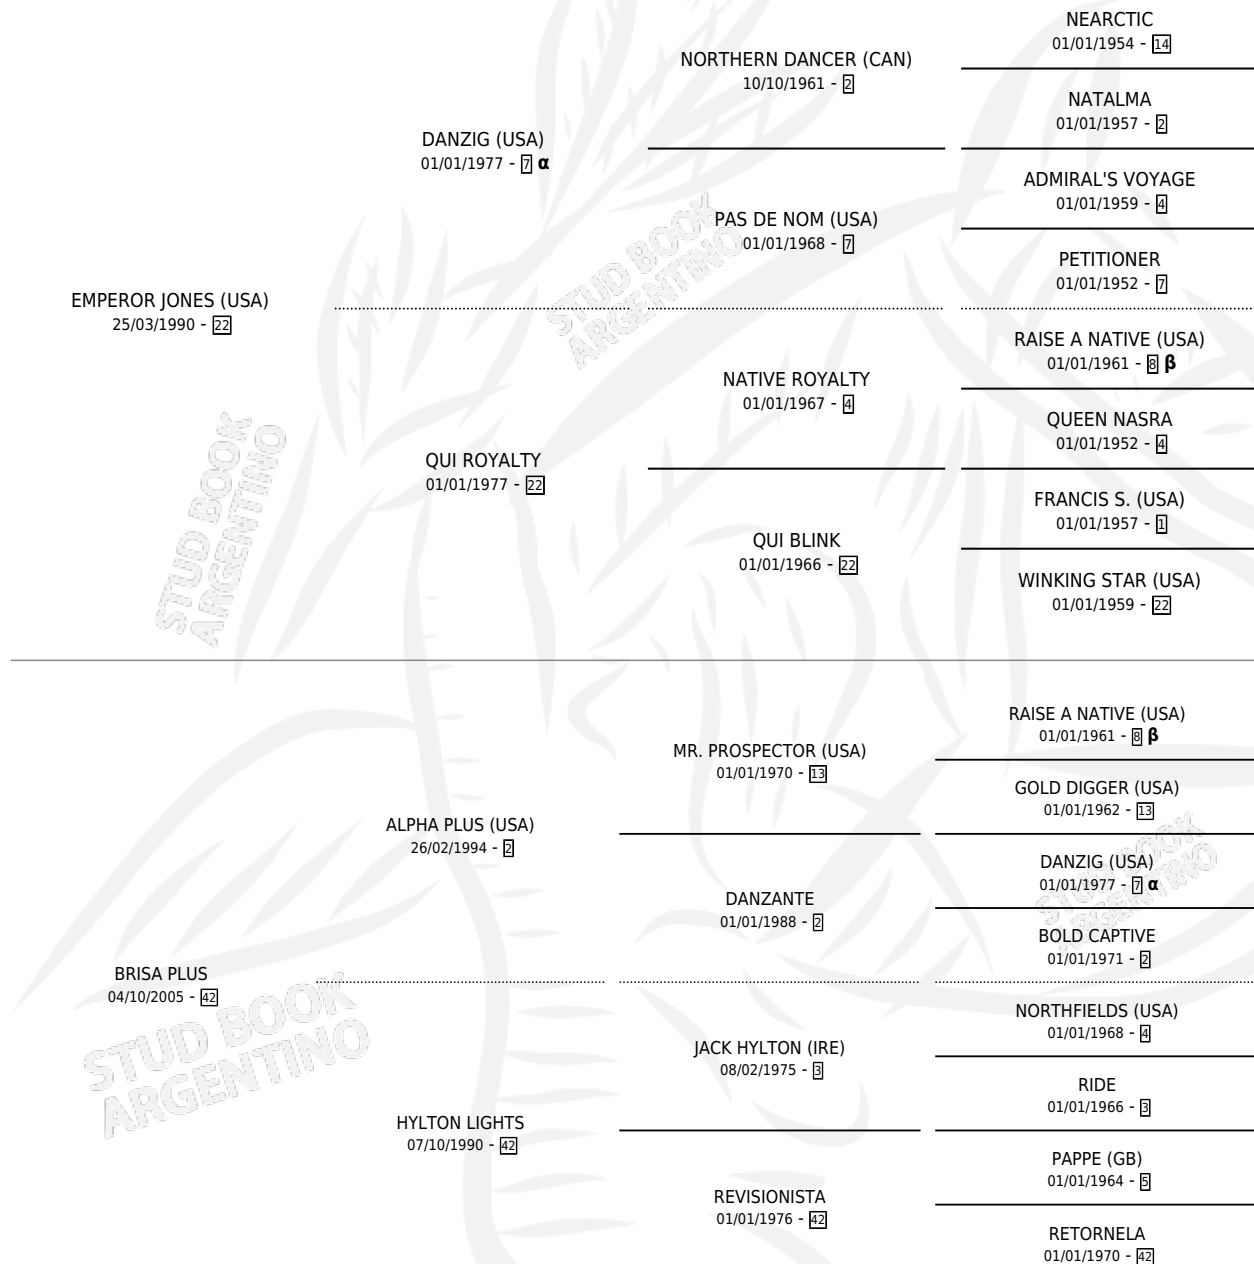 NEARCTIC
01/01/1954 - 14
NORTHERN DANCER (CAN)
10/10/1961 - 2
NATALMA
01/01/1957 - 2
DANZIG (USA)
01/01/1977 - 7 α
ADMIRAL'S VOYAGE
01/01/1959 - 4
PAS DE NOM (USA)
01/01/1968 - 7
PETITIONER
01/01/1952 - 7
EMPEROR JONES (USA)
25/03/1990 - 22
RAISE A NATIVE (USA)
01/01/1961 - 8 β
NATIVE ROYALTY
01/01/1967 - 4
QUEEN NASRA
01/01/1952 - 4
QUI ROYALTY
01/01/1977 - 22
FRANCIS S. (USA)
01/01/1957 - 1
QUI BLINK
01/01/1966 - 22
WINKING STAR (USA)
01/01/1959 - 22
RAISE A NATIVE (USA)
01/01/1961 - 8 β
MR. PROSPECTOR (USA)
01/01/1970 - 13
GOLD DIGGER (USA)
01/01/1962 - 13
ALPHA PLUS (USA)
26/02/1994 - 2
DANZIG (USA)
01/01/1977 - 7 α
DANZANTE
01/01/1988 - 2
BOLD CAPTIVE
01/01/1971 - 2
BRISA PLUS
04/10/2005 - 42
NORTHFIELDS (USA)
01/01/1968 - 4
JACK HYLTON (IRE)
08/02/1975 - 3
RIDE
01/01/1966 - 3
HYLTON LIGHTS
07/10/1990 - 42
PAPPE (GB)
01/01/1964 - 5
REVISIONISTA
01/01/1976 - 42
RETORNELA
01/01/1970 - 42
STUD BOOK
ARGENTINO
STUD BOOK
ARGENTINO
STUD BOOK
ARGENTINO
STUD BOOK
ARGENTINO